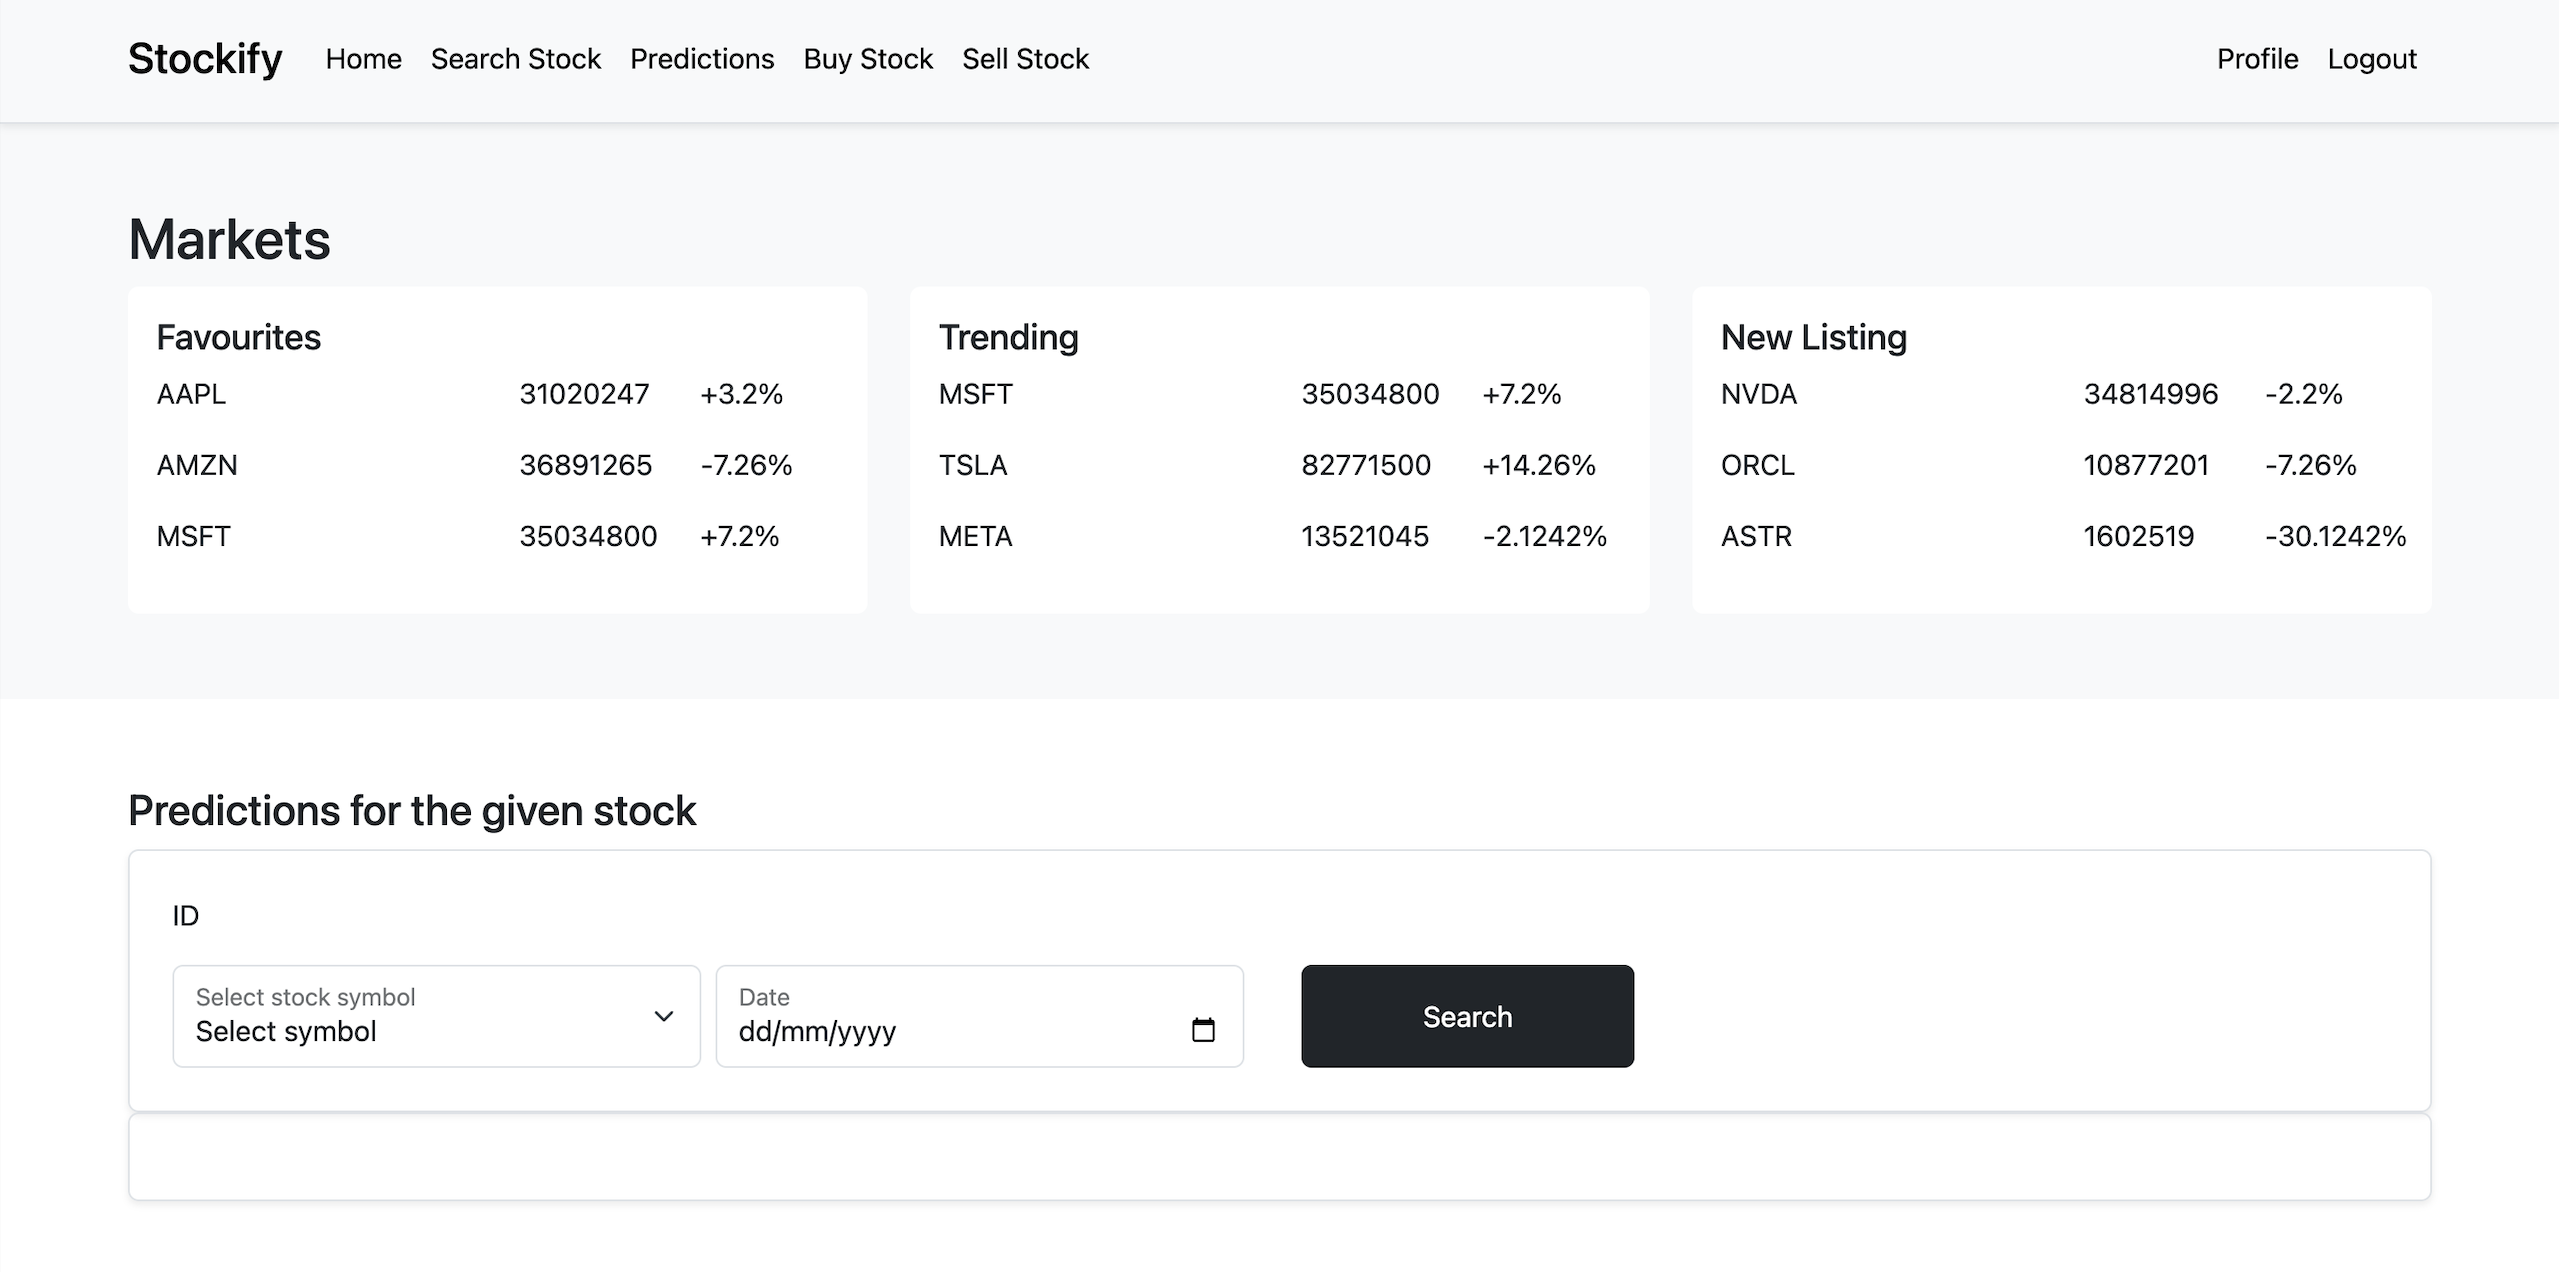 Stockify Home Search Stock Predictions Buy Stock Sell Stock Profile Logout
Markets
Favourites
AAPL 31020247 +3.2%
AMZN 36891265 -7.26%
MSFT 35034800 +7.2%
Trending
MSFT 35034800 +7.2%
TSLA 82771500 +14.26%
META 13521045 -2.1242%
New Listing
NVDA 34814996 -2.2%
ORCL 10877201 -7.26%
ASTR 1602519 -30.1242%
Predictions for the given stock
ID
Select stock symbol
Select symbol
Date
dd/mm/yyyy
Search